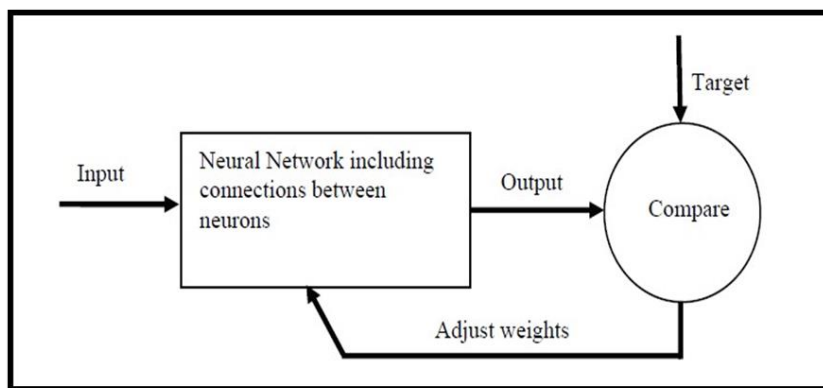 Target
Input
Neural Network including
connections between
neurons
Output
Compare
Adjust weights